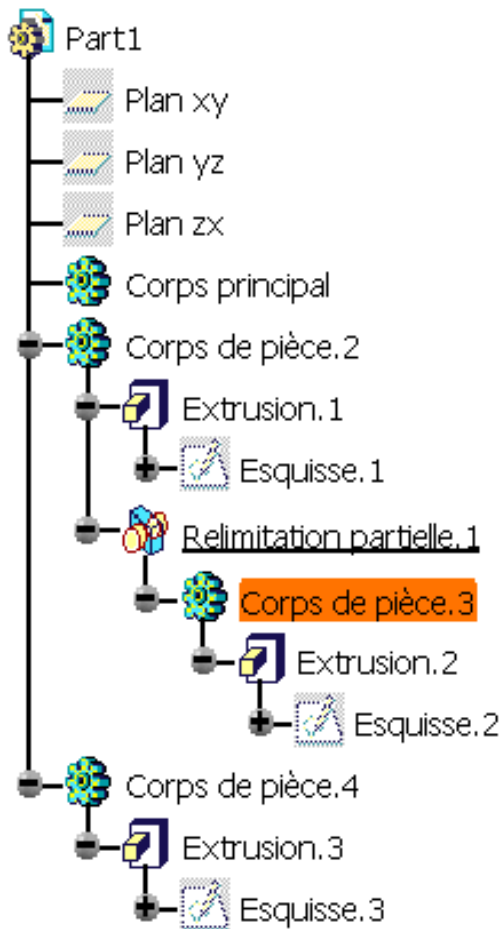 Part1
Plan xy
Plan yz
Plan zx
Corps principal
Corps de pièce.2
Extrusion.1
Esquisse.1
Relimitation partielle.1
Corps de pièce.3
Extrusion.2
Esquisse.2
Corps de pièce.4
Extrusion.3
Esquisse.3